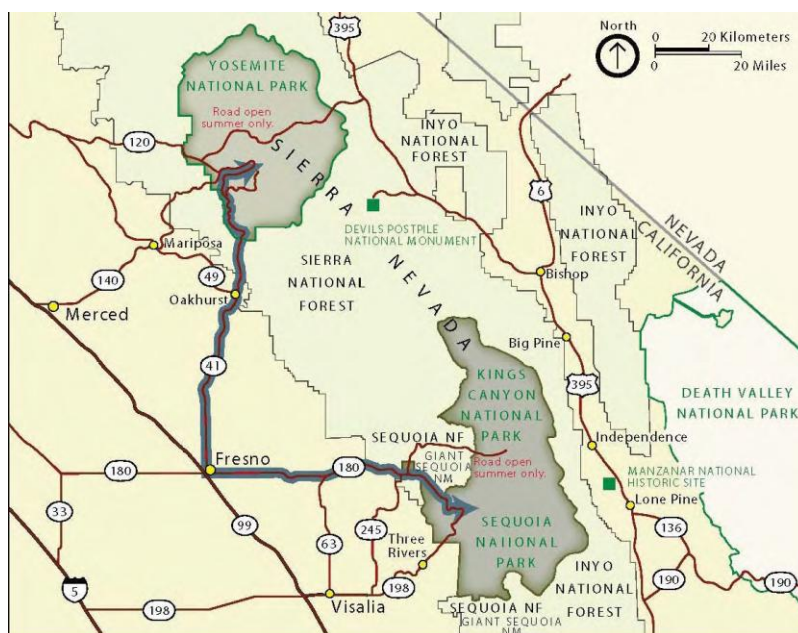 395
North
0 20 Kilometers
0 20 Miles
YOSEMITE
NATIONAL PARK
Road open
summer only.
120
SIERRA NEVADA
INYO
NATIONAL
FOREST
6
INYO
NATIONAL
FOREST
NEVADA
CALIFORNIA
DEVILS POSTPILE
NATIONAL MONUMENT
Mariposa
SIERRA
NATIONAL
FOREST
49
140
Oakhurst
Merced
Bishop
Big Pine
41
395
KINGS
CANYON
NATIONAL
PARK
DEATH VALLEY
NATIONAL PARK
SEQUOIA NF
GIANT
SEQUOIA
NM
Road open
summer only.
Independence
Fresno
180
180
MANZANAR NATIONAL
HISTORIC SITE
Lone Pine
33
99
63
245
Three
Rivers
SEQUOIA
NATIONAL
PARK
136
190
190
5
198
Visalia
198
INYO
NATIONAL
FOREST
SEQUOIA NF
GIANT SEQUOIA
NM